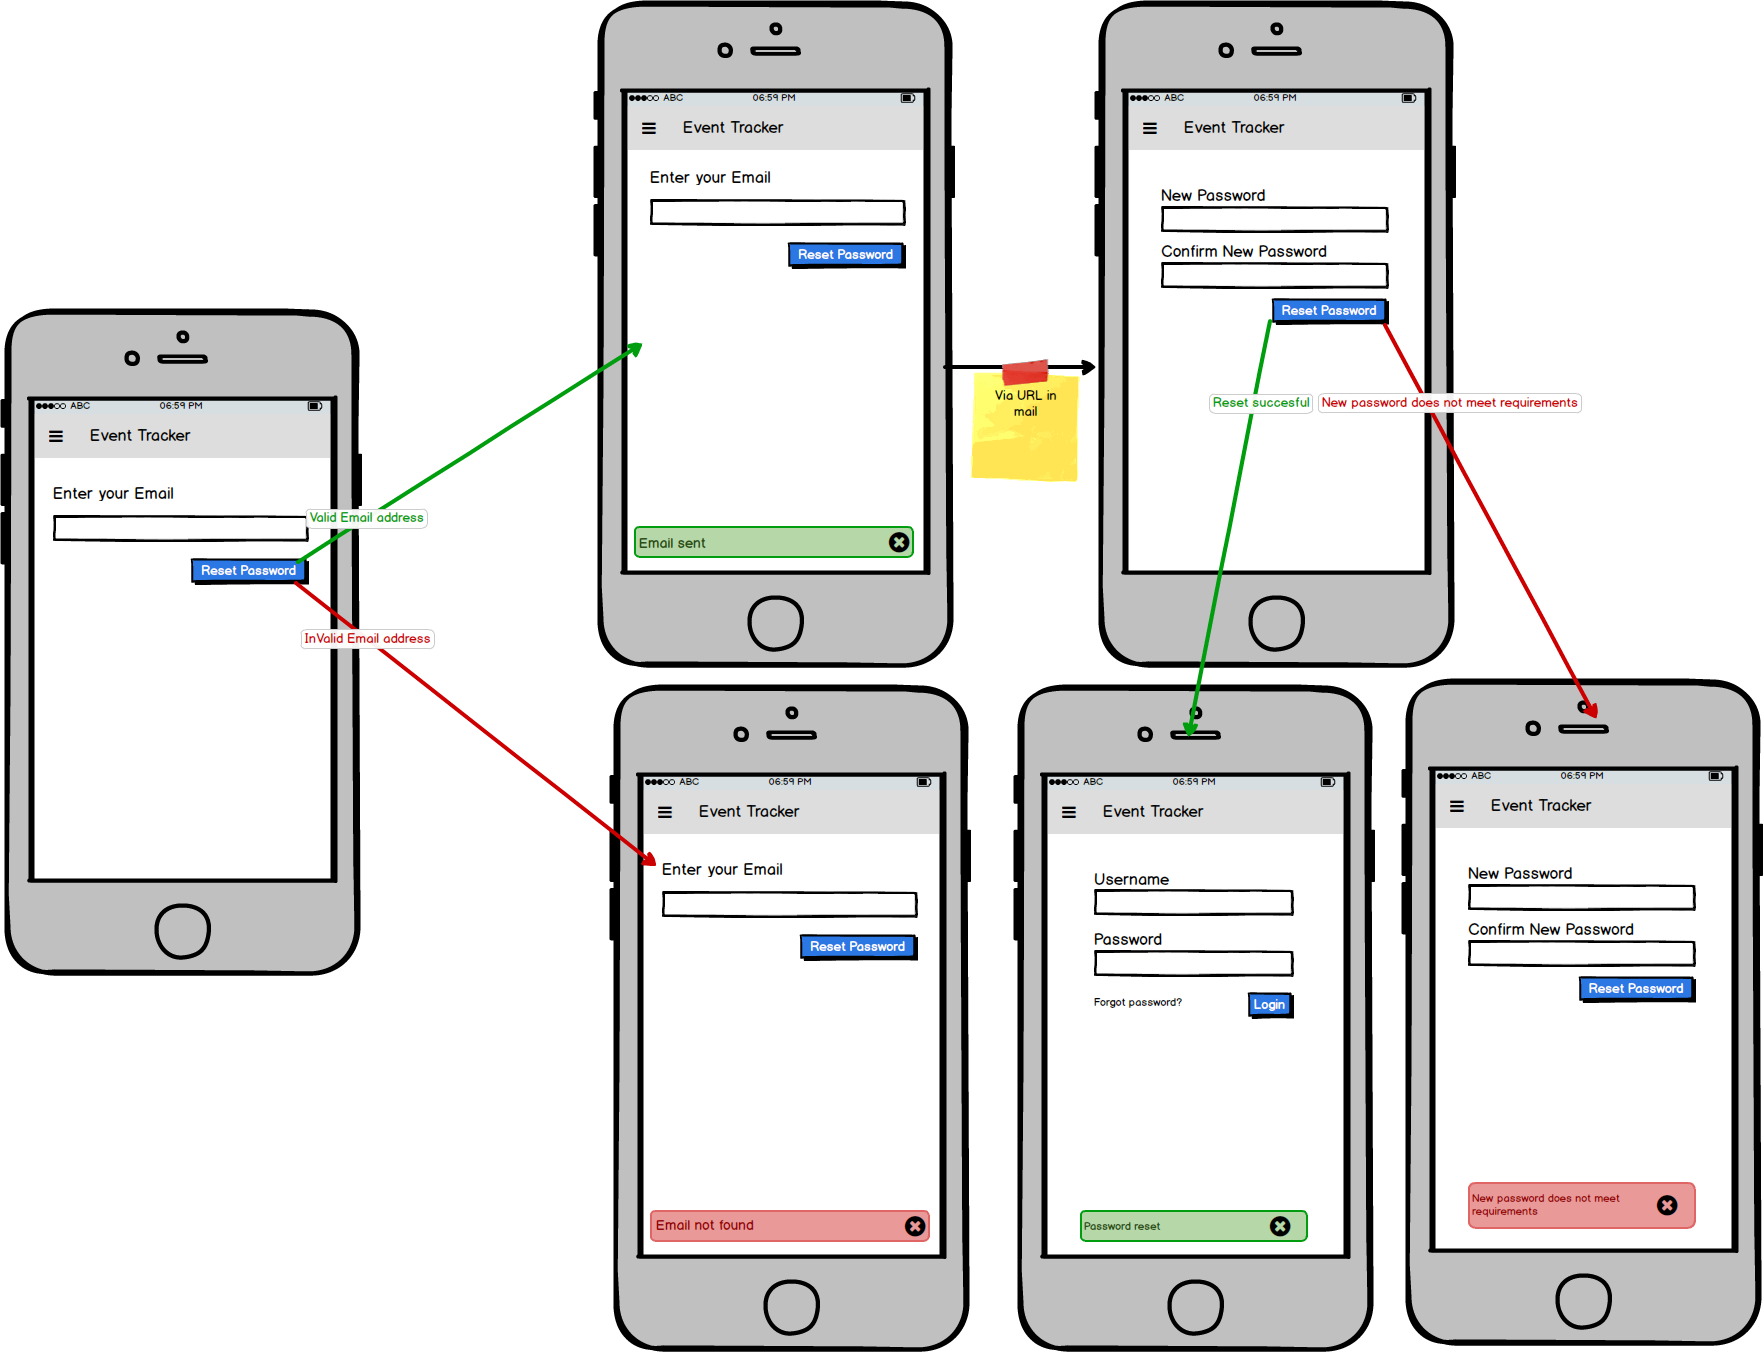 ABC 06:59 PM
Event Tracker
Enter your Email
Reset Password
Valid Email address
InValid Email address
ABC 06:59 PM
Event Tracker
Enter your Email
Reset Password
Email sent
Via URL in
mail
ABC 06:59 PM
Event Tracker
New Password
Confirm New Password
Reset Password
Reset succesful
New password does not meet requirements
ABC 06:59 PM
Event Tracker
Enter your Email
Reset Password
Email not found
ABC 06:59 PM
Event Tracker
Username
Password
Forgot password?
Login
Password reset
ABC 06:59 PM
Event Tracker
New Password
Confirm New Password
Reset Password
New password does not meet
requirements